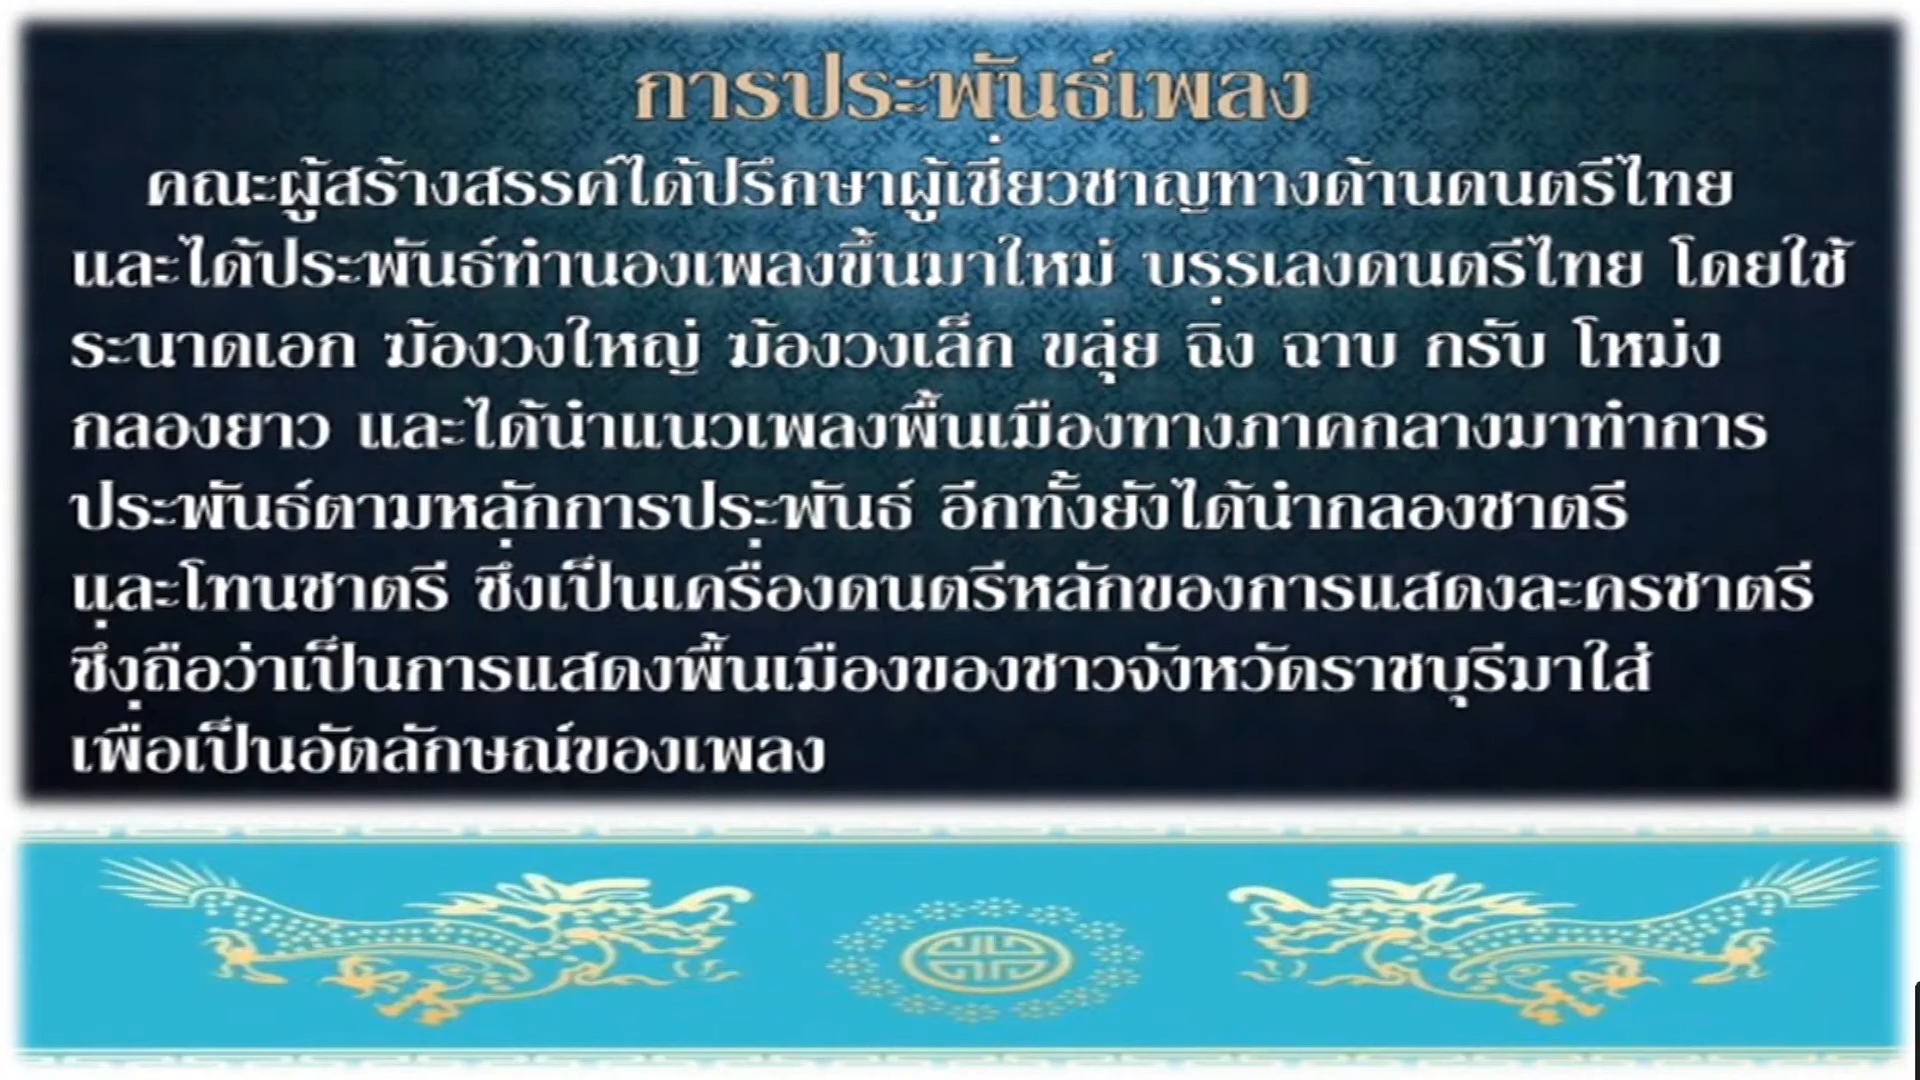 การประพันธ์เพลง
คณะผู้สร้างสรรค์ได้ปรึกษาผู้เชี่ยวชาญทางด้านดนตรีไทย
และได้ประพันธ์ทำนองเพลงขึ้นมาใหม่ บรรเลงดนตรีไทย โดยใช้
ระนาดเอก ฆ้องวงใหญ่ ฆ้องวงเล็ก ขลุ่ย ฉิ่ง ฉาบ กรับ โหม่ง
กลองยาว และได้นำแนวเพลงพื้นเมืองทางภาคกลางมาทำการ
ประพันธ์ตามหลักการประพันธ์ อีกทั้งยังได้นำกลองชาตรี
และโทนชาตรี ซึ่งเป็นเครื่องดนตรีหลักของการแสดงละครชาตรี
ซึ่งถือว่าเป็นการแสดงพื้นเมืองของชาวจังหวัดราชบุรีมาใส่
เพื่อเป็นอัตลักษณ์ของเพลง